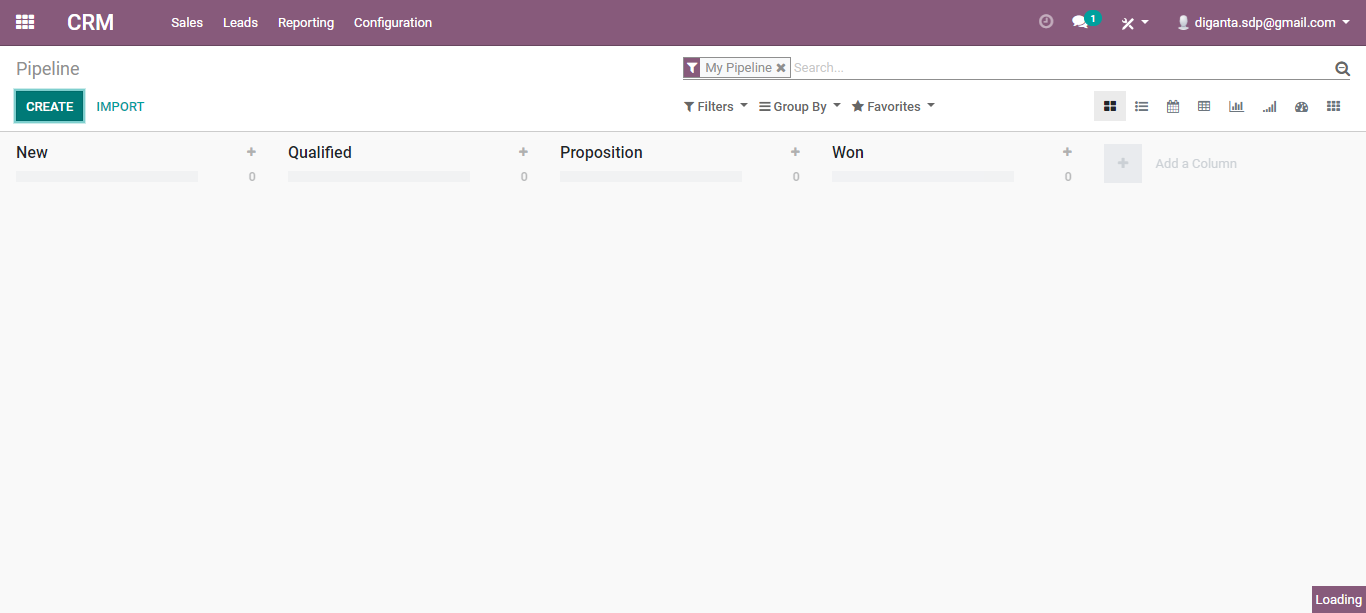 CRM Sales Leads Reporting Configuration 1 diganta.sdp@gmail.com
Pipeline My Pipeline Search...
CREATE IMPORT Filters Group By Favorites
New Qualified Proposition Won Add a Column
0 0 0 0
Loading